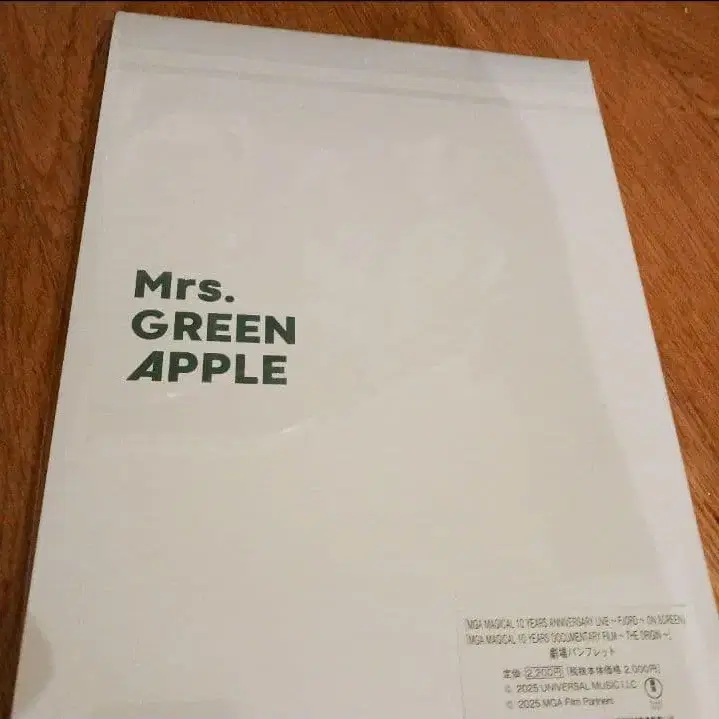 Mrs.
GREEN
APPLE
「MGA MAGICAL 10 YEARS ANNIVERSARY LIVE ~ FJORD ~ ON SCREEN」
「MGA MAGICAL 10 YEARS DOCUMENTARY FILM ~ THE ORIGIN ~」
劇場パンフレット
定価 2,200円 (税抜本体価格 2,000円)
© 2025 UNIVERSAL MUSIC LLC
© 2025 MGA Film Partners